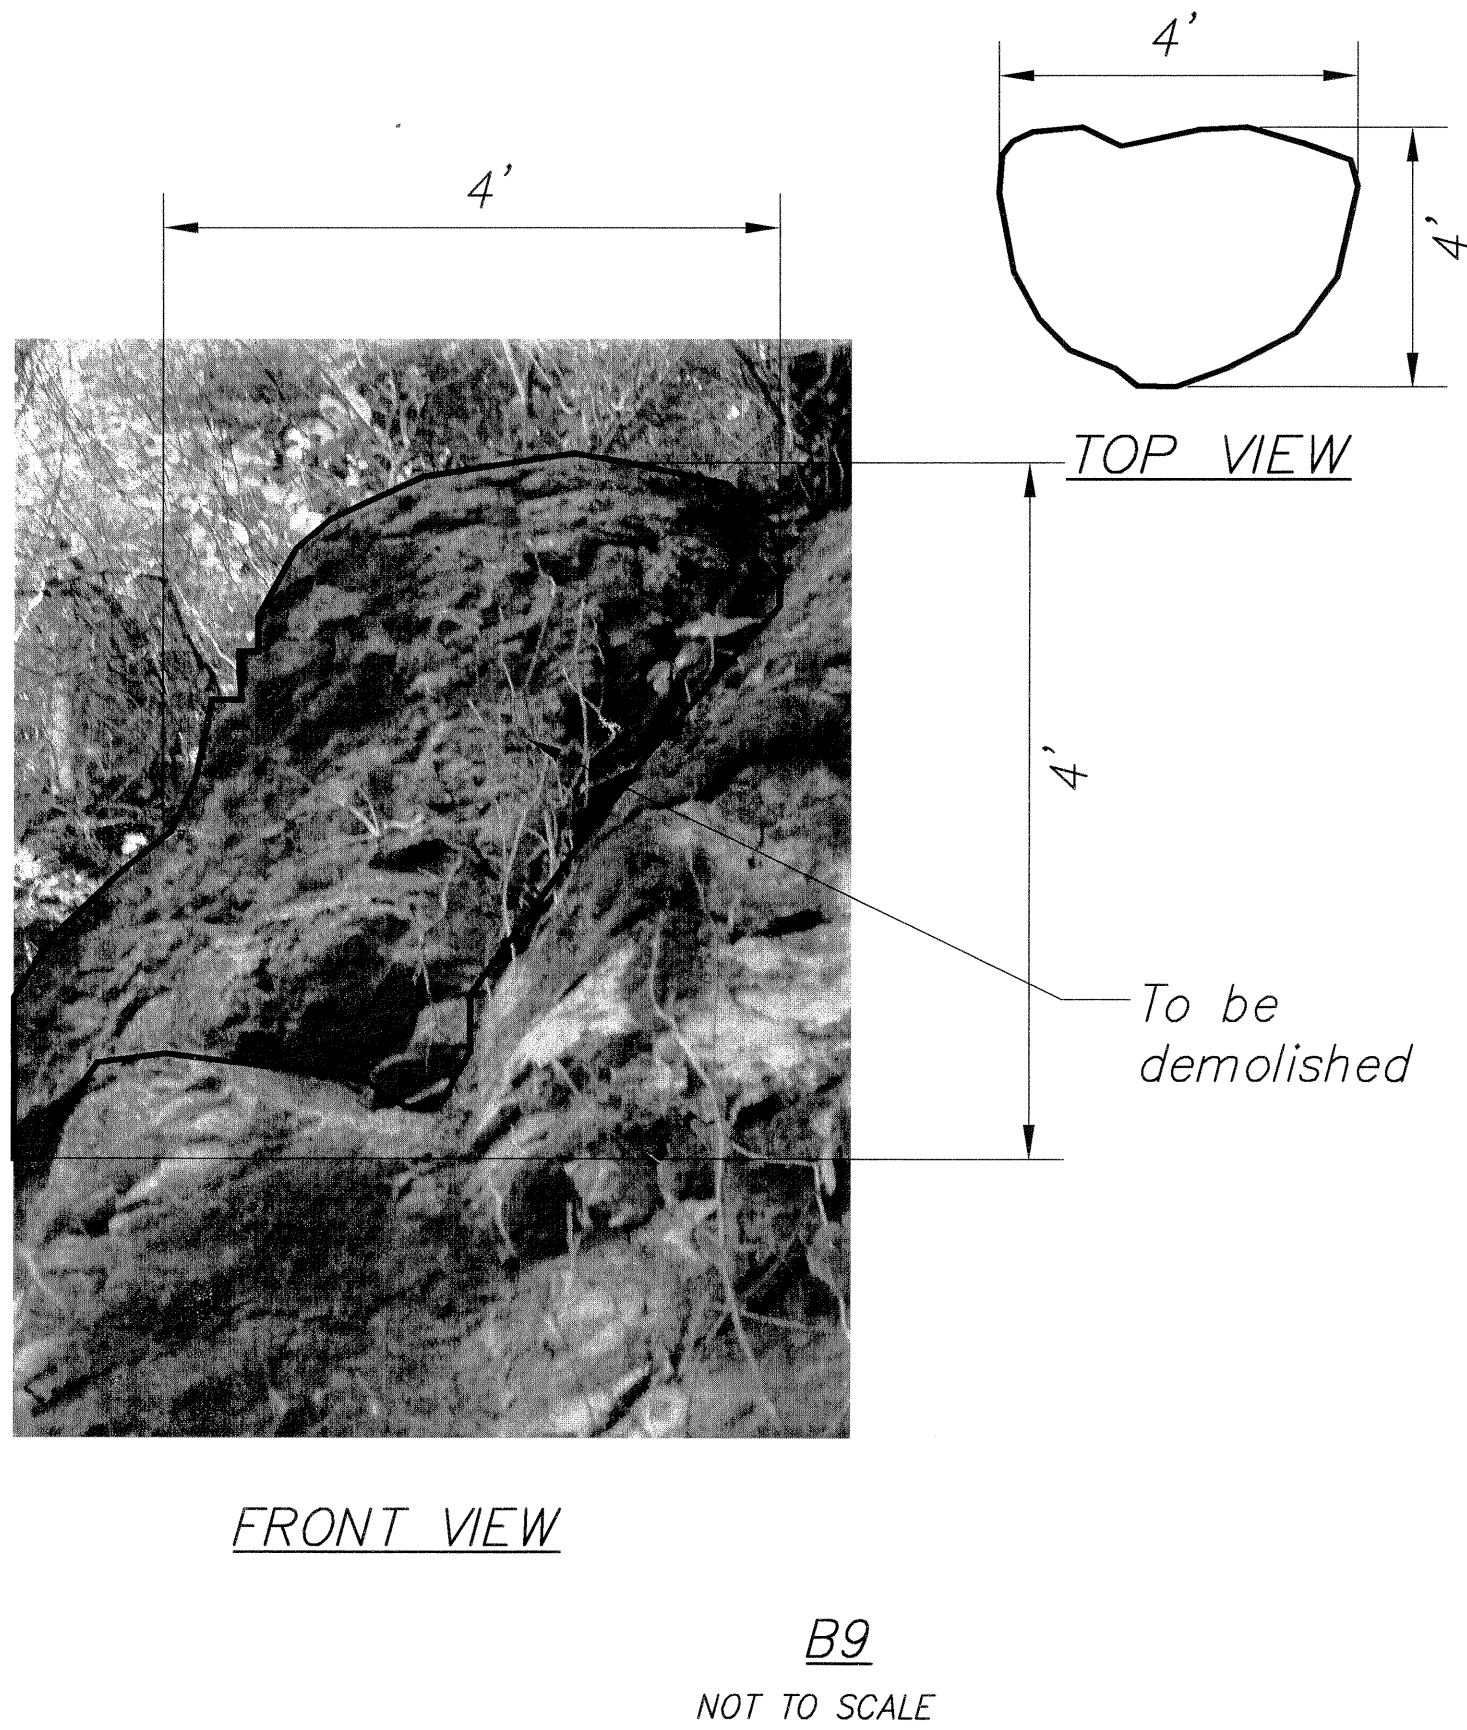 4'
4'
4'
TOP VIEW
4'
To be
demolished
FRONT VIEW
B9
NOT TO SCALE